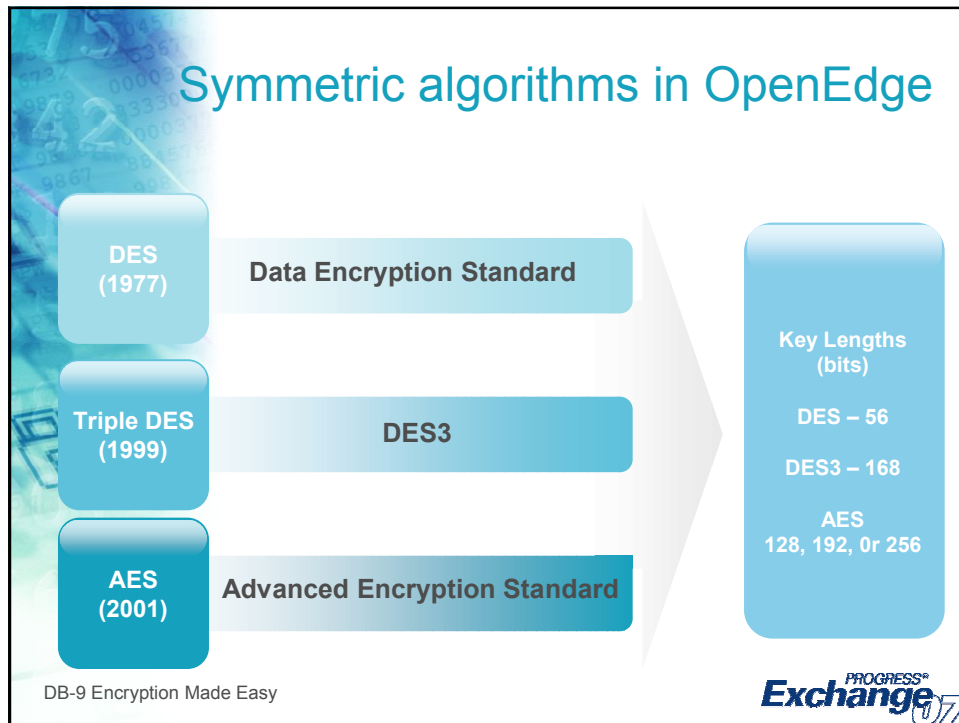 Symmetric algorithms in OpenEdge
DES
(1977)
Data Encryption Standard
Triple DES
(1999)
DES3
AES
(2001)
Advanced Encryption Standard
Key Lengths
(bits)
DES – 56
DES3 – 168
AES
128, 192, 0r 256
DB-9 Encryption Made Easy
PROGRESS®
Exchange07